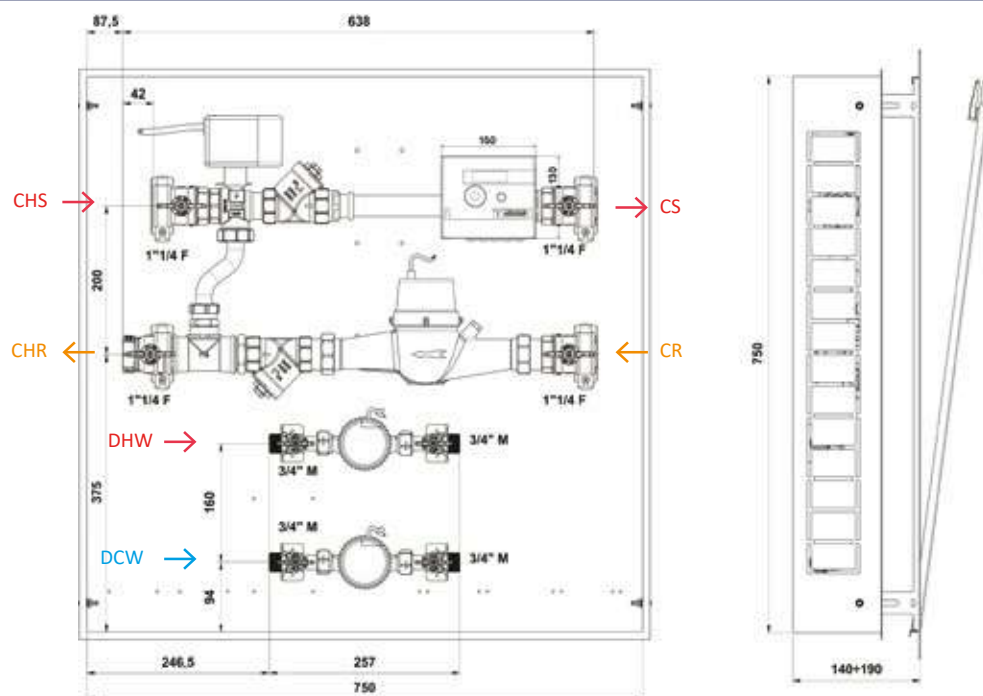 87,5
638
42
160
130
CHS
CS
1"1/4 F
1"1/4 F
200
CHR
CR
750
1"1/4 F
1"1/4 F
DHW
3/4" M
3/4" M
375
160
3/4" M
DCW
3/4" M
94
246,5
257
140÷190
750